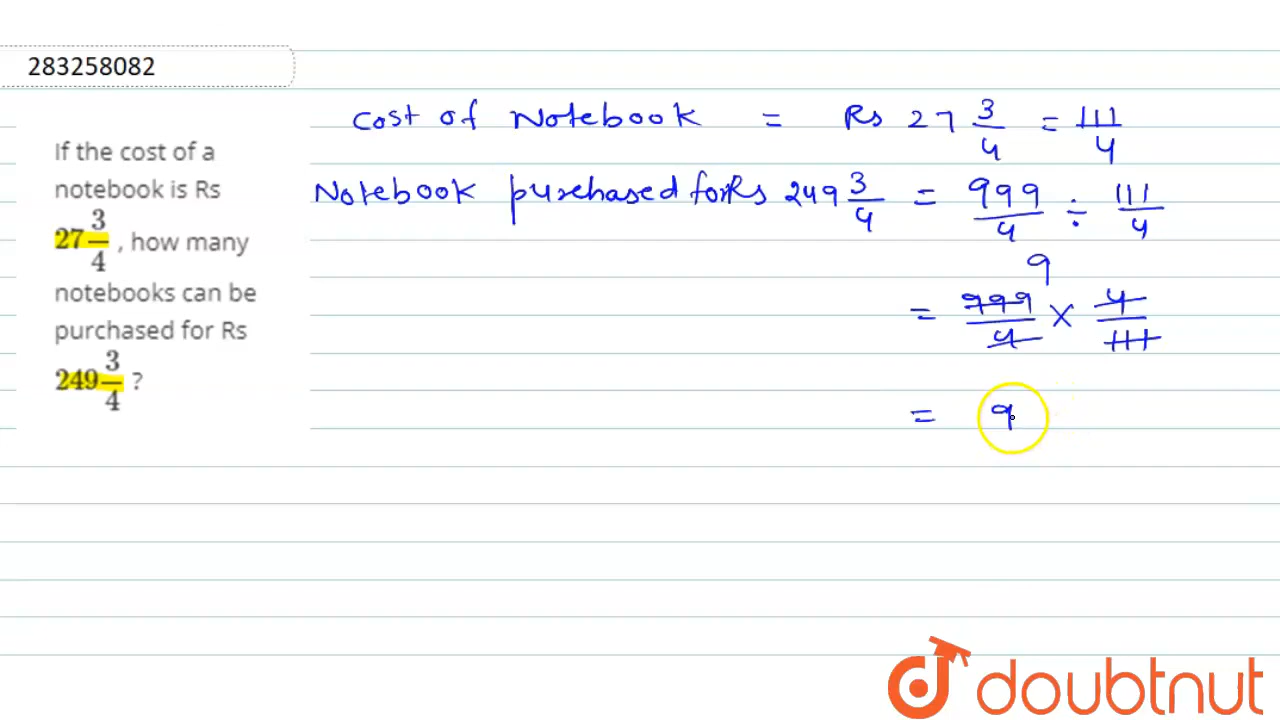 283258082
If the cost of a
notebook is Rs
27 3/4 , how many
notebooks can be
purchased for Rs
249 3/4 ?
Cost of Notebook = Rs 27 3/4 = 111/4
Notebook purchased for Rs 249 3/4 = 999/4 ÷ 111/4
9
= 999/4 × 4/111
= 9
doubtnut